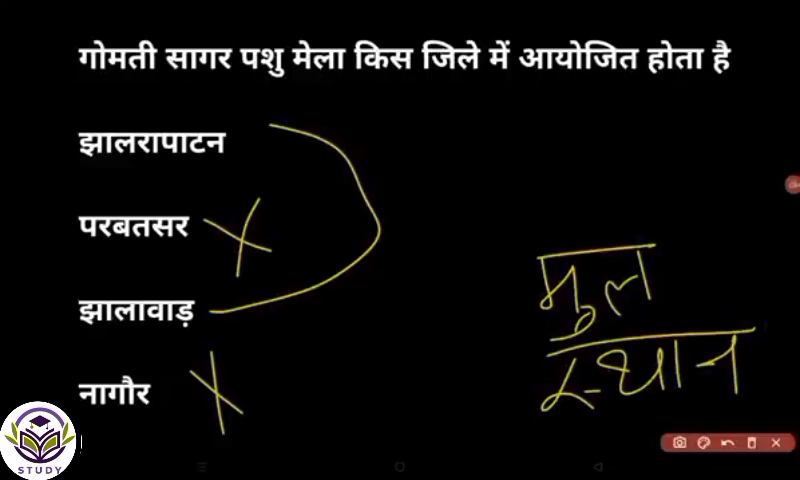 गोमती सागर पशु मेला किस जिले में आयोजित होता है
झालरापाटन
परबतसर
झालावाड़
नागौर
मुल
स्थान
STUDY